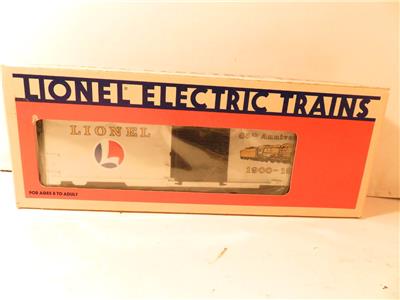 LIONEL ELECTRIC TRAINS
LIONEL
L
1900-
FOR AGES 8 TO ADULT